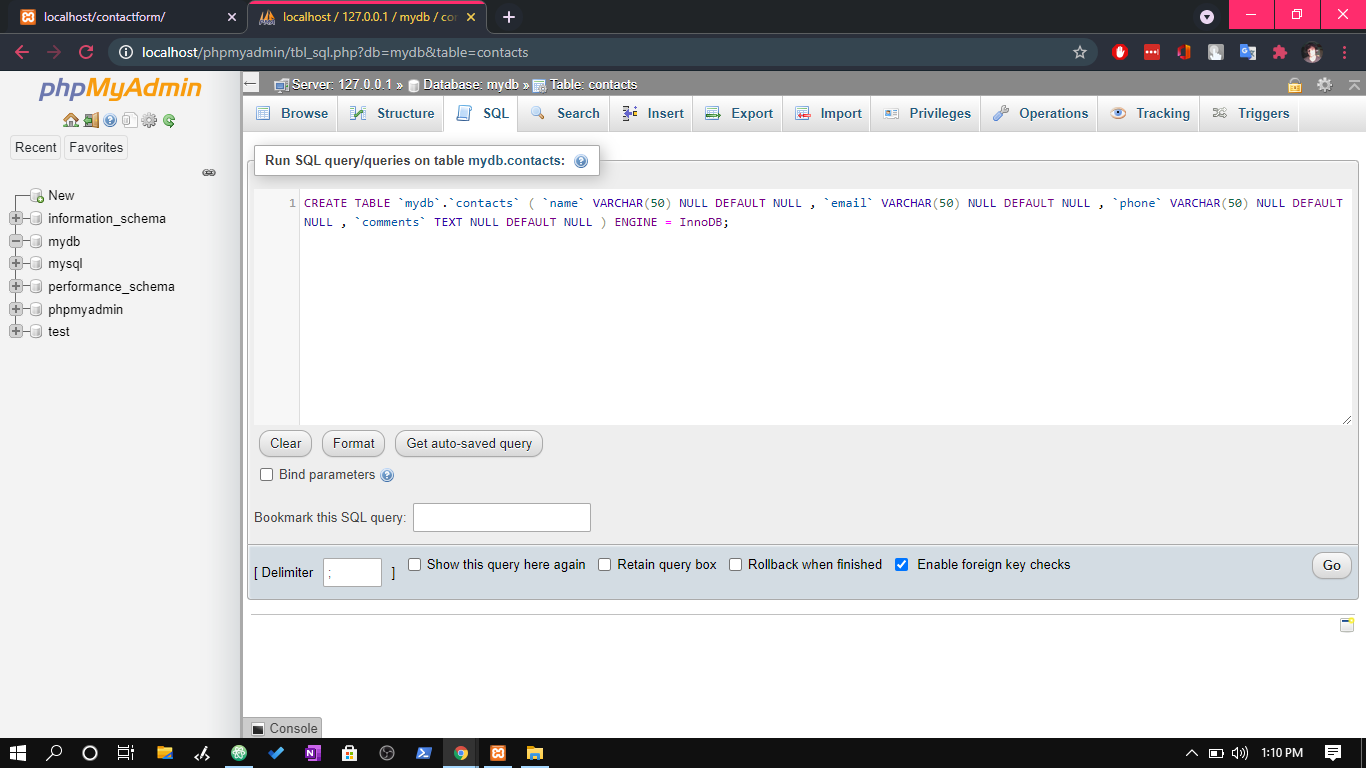 localhost/contactform/
localhost / 127.0.0.1 / mydb / con
localhost/phpmyadmin/tbl_sql.php?db=mydb&table=contacts
phpMyAdmin
Recent Favorites
New
information_schema
mydb
mysql
performance_schema
phpmyadmin
test
Server: 127.0.0.1 » Database: mydb » Table: contacts
Browse Structure SQL Search Insert Export Import Privileges Operations Tracking Triggers
Run SQL query/queries on table mydb.contacts:
1 CREATE TABLE `mydb`.`contacts` ( `name` VARCHAR(50) NULL DEFAULT NULL , `email` VARCHAR(50) NULL DEFAULT NULL , `phone` VARCHAR(50) NULL DEFAULT
NULL , `comments` TEXT NULL DEFAULT NULL ) ENGINE = InnoDB;
Clear Format Get auto-saved query
Bind parameters
Bookmark this SQL query:
[ Delimiter ; ] Show this query here again Retain query box Rollback when finished Enable foreign key checks Go
Console
1:10 PM